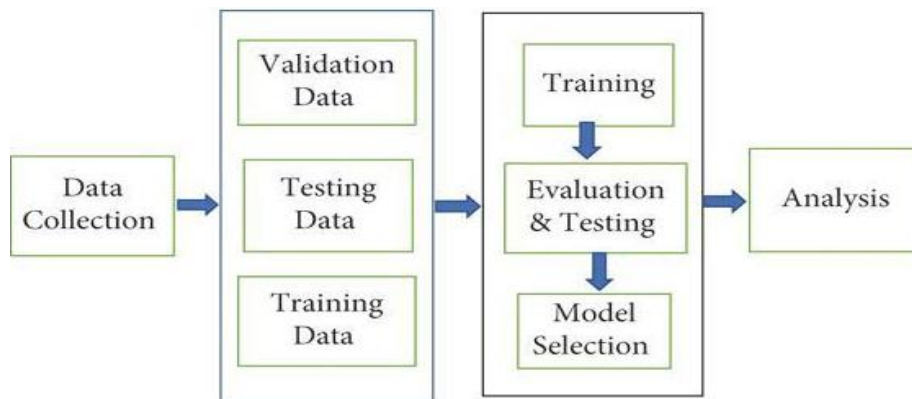 Data
Collection
Validation
Data
Testing
Data
Training
Data
Training
Evaluation
& Testing
Model
Selection
Analysis